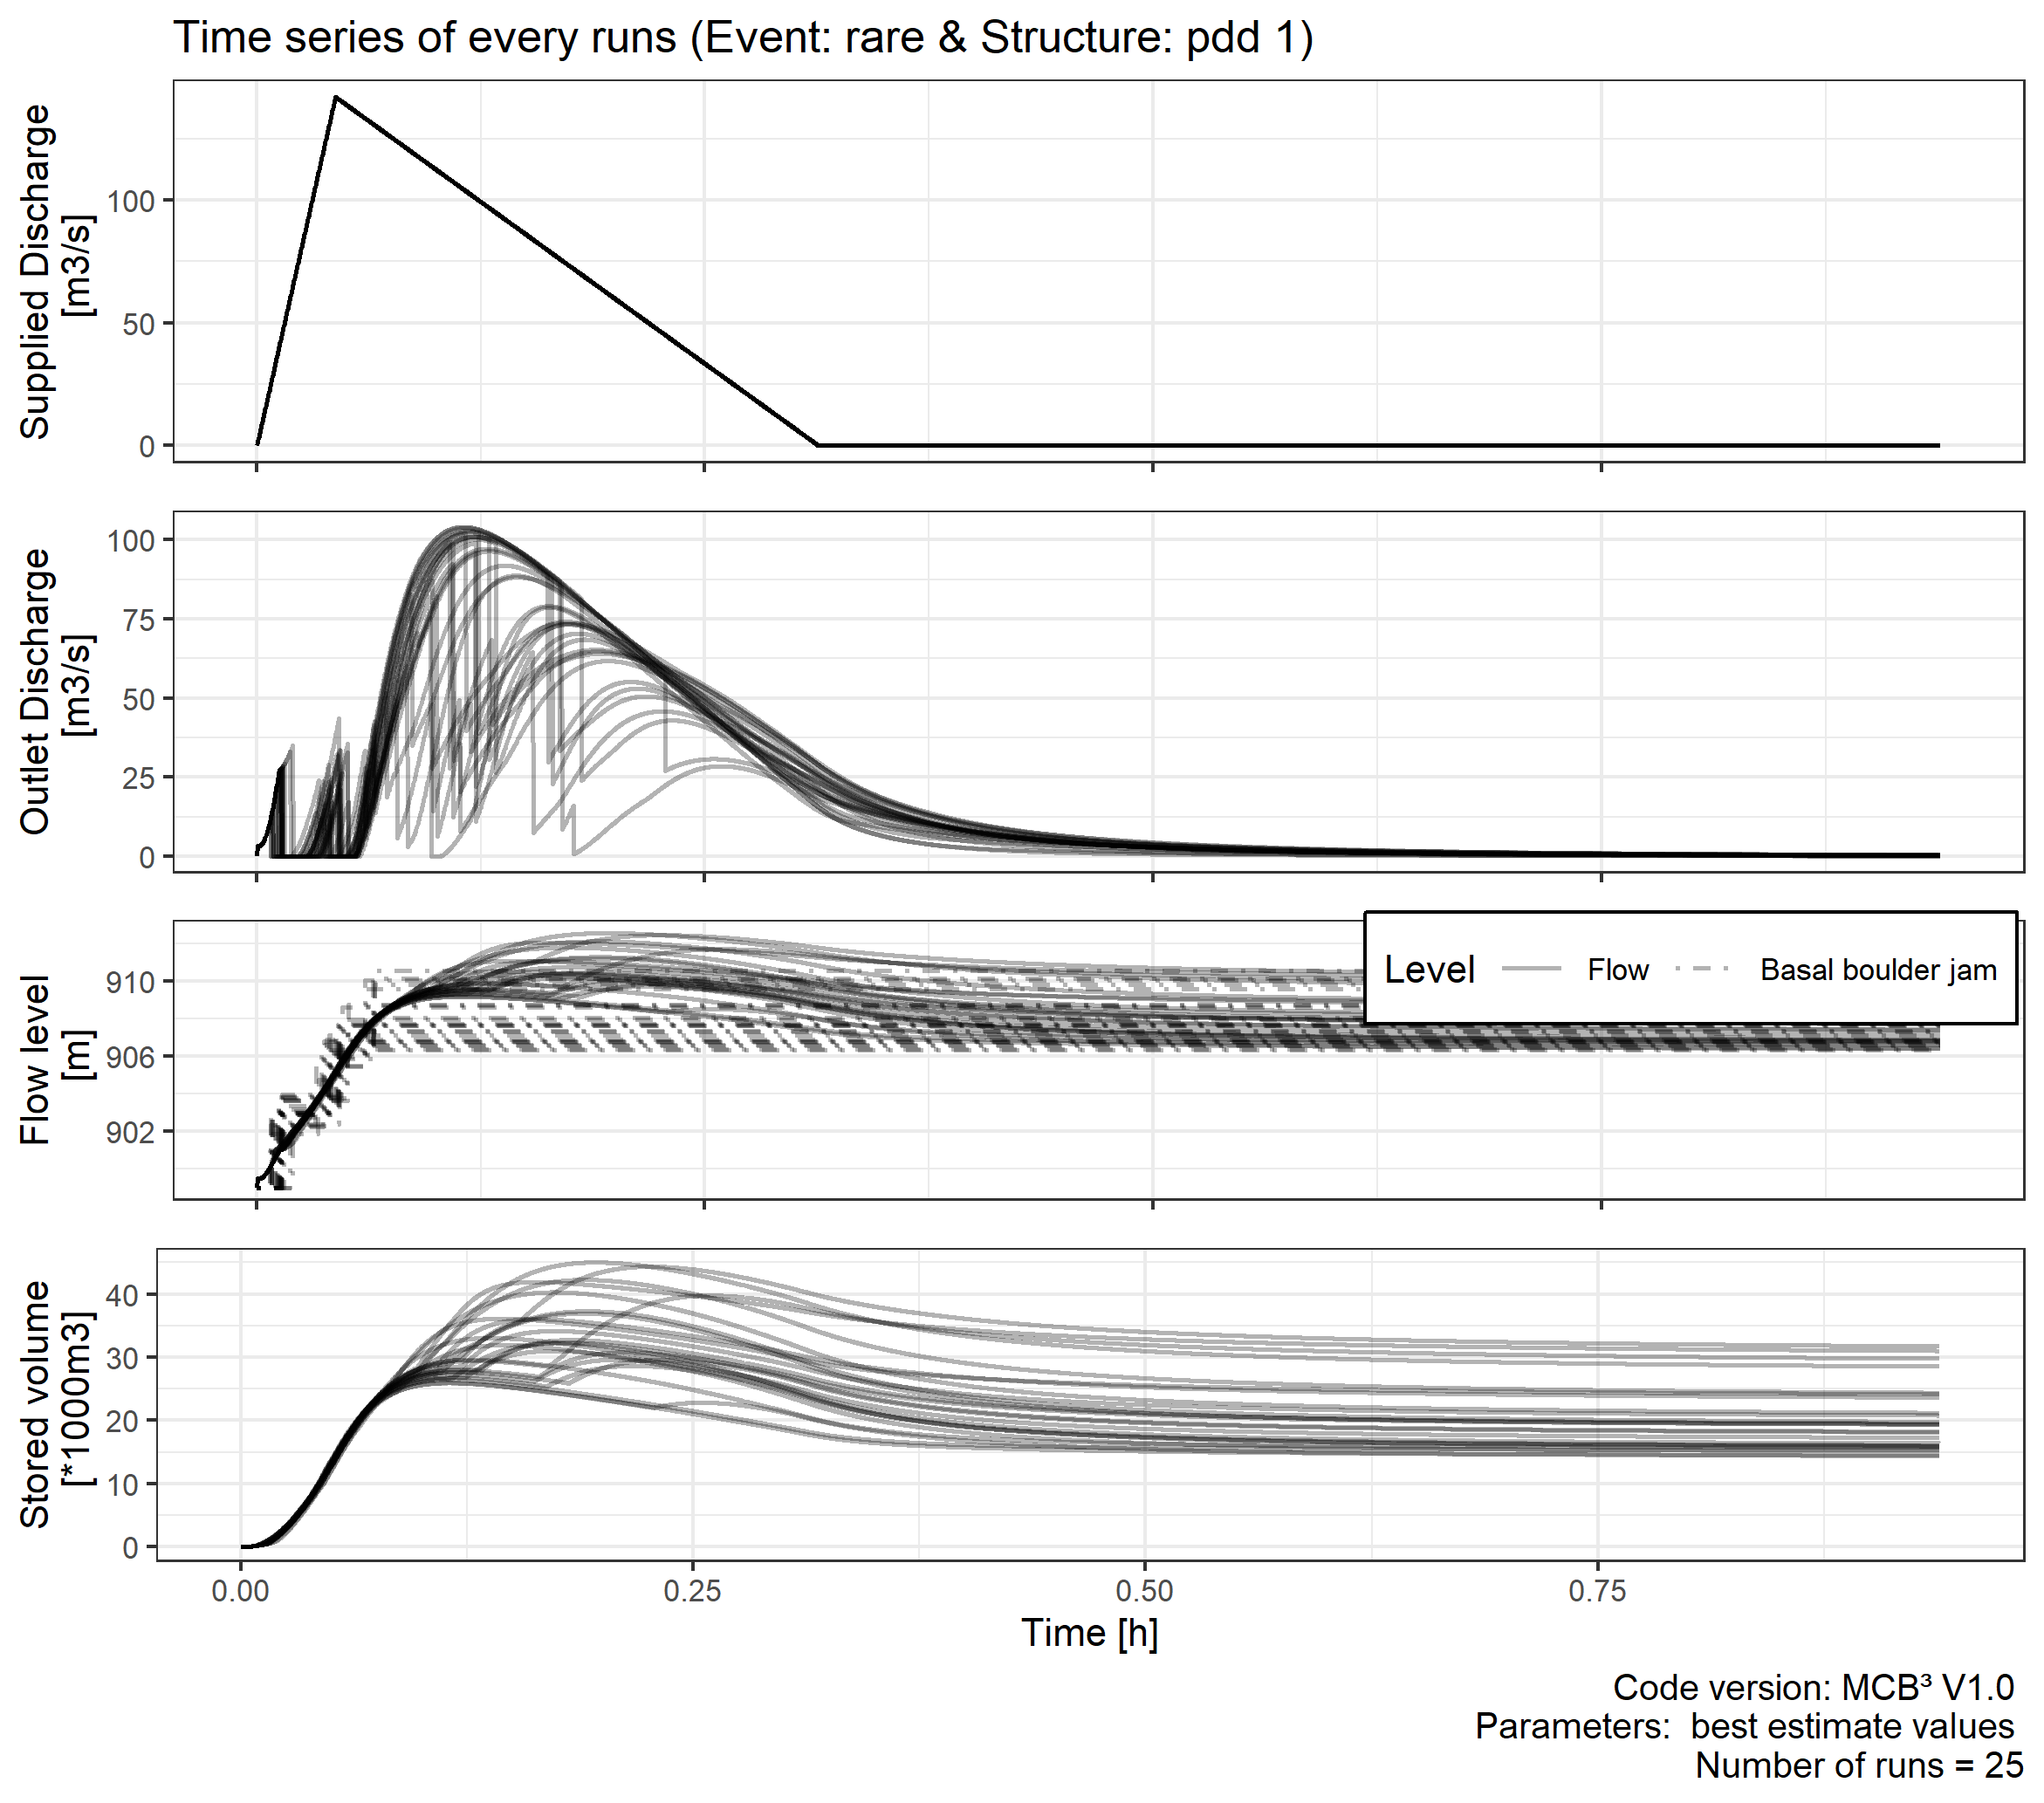 Time series of every runs (Event: rare & Structure: pdd 1)
Supplied Discharge
[m3/s]
100
50
0
Outlet Discharge
[m3/s]
100
75
50
25
0
Flow level
[m]
910
906
902
Level
Flow
Basal boulder jam
Stored volume
[*1000m3]
40
30
20
10
0
0.00
0.25
0.50
0.75
Time [h]
Code version: MCB³ V1.0
Parameters:  best estimate values
Number of runs = 25